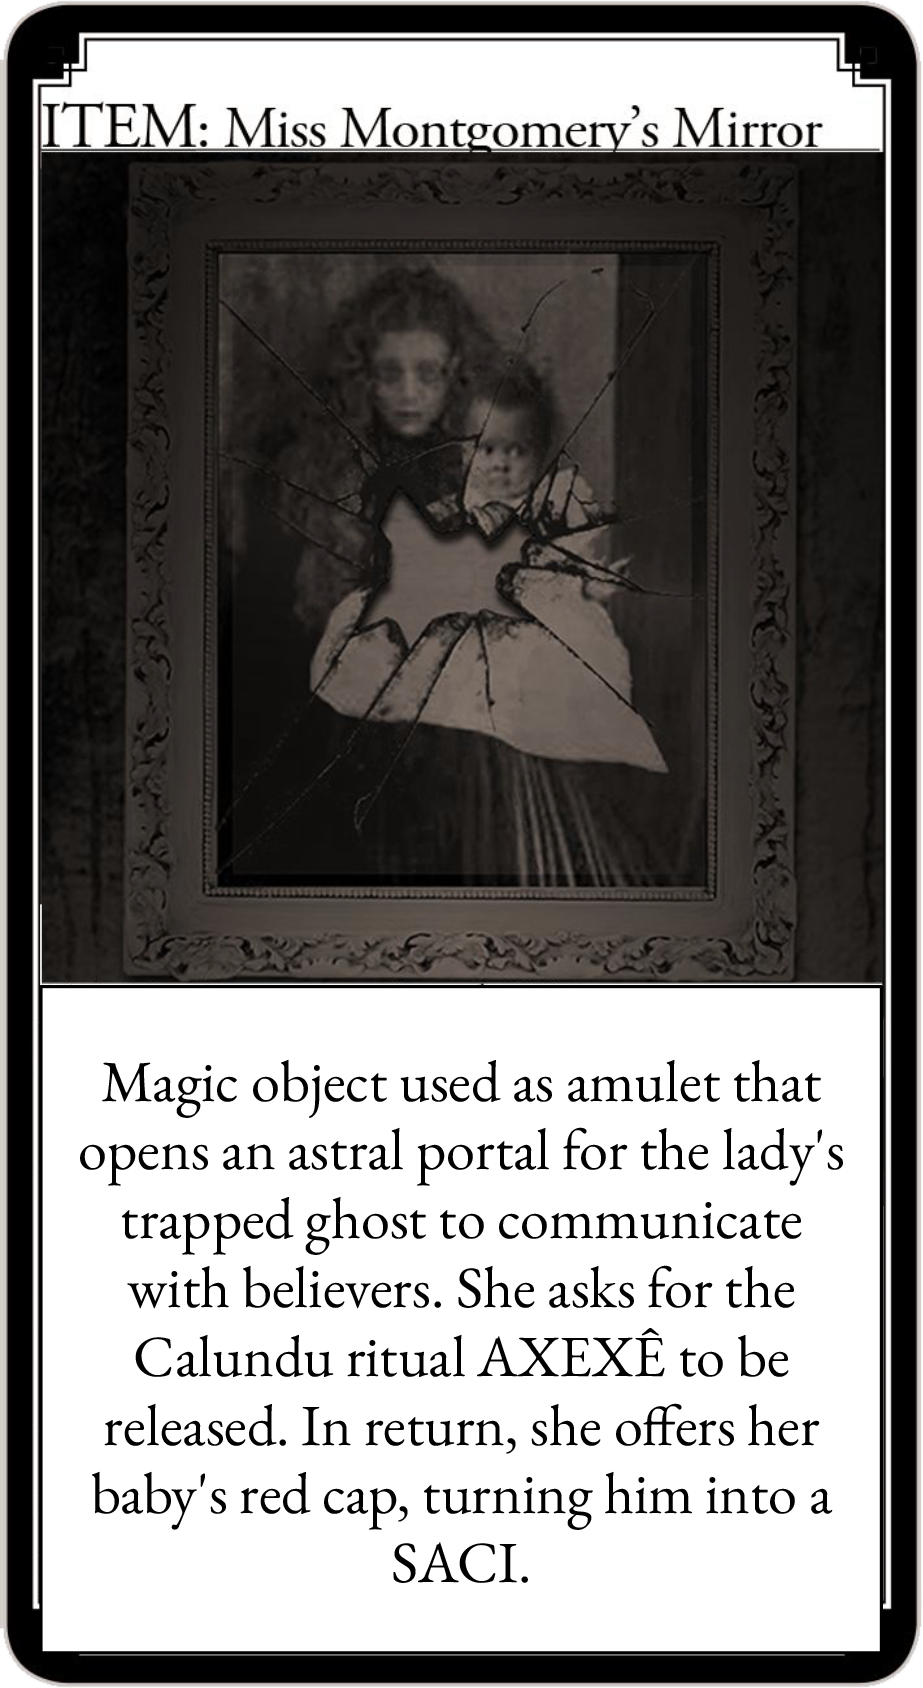 ITEM: Miss Montgomery’s Mirror
Magic object used as amulet that
opens an astral portal for the lady's
trapped ghost to communicate
with believers. She asks for the
Calundu ritual AXEXÊ to be
released. In return, she offers her
baby's red cap, turning him into a
SACI.